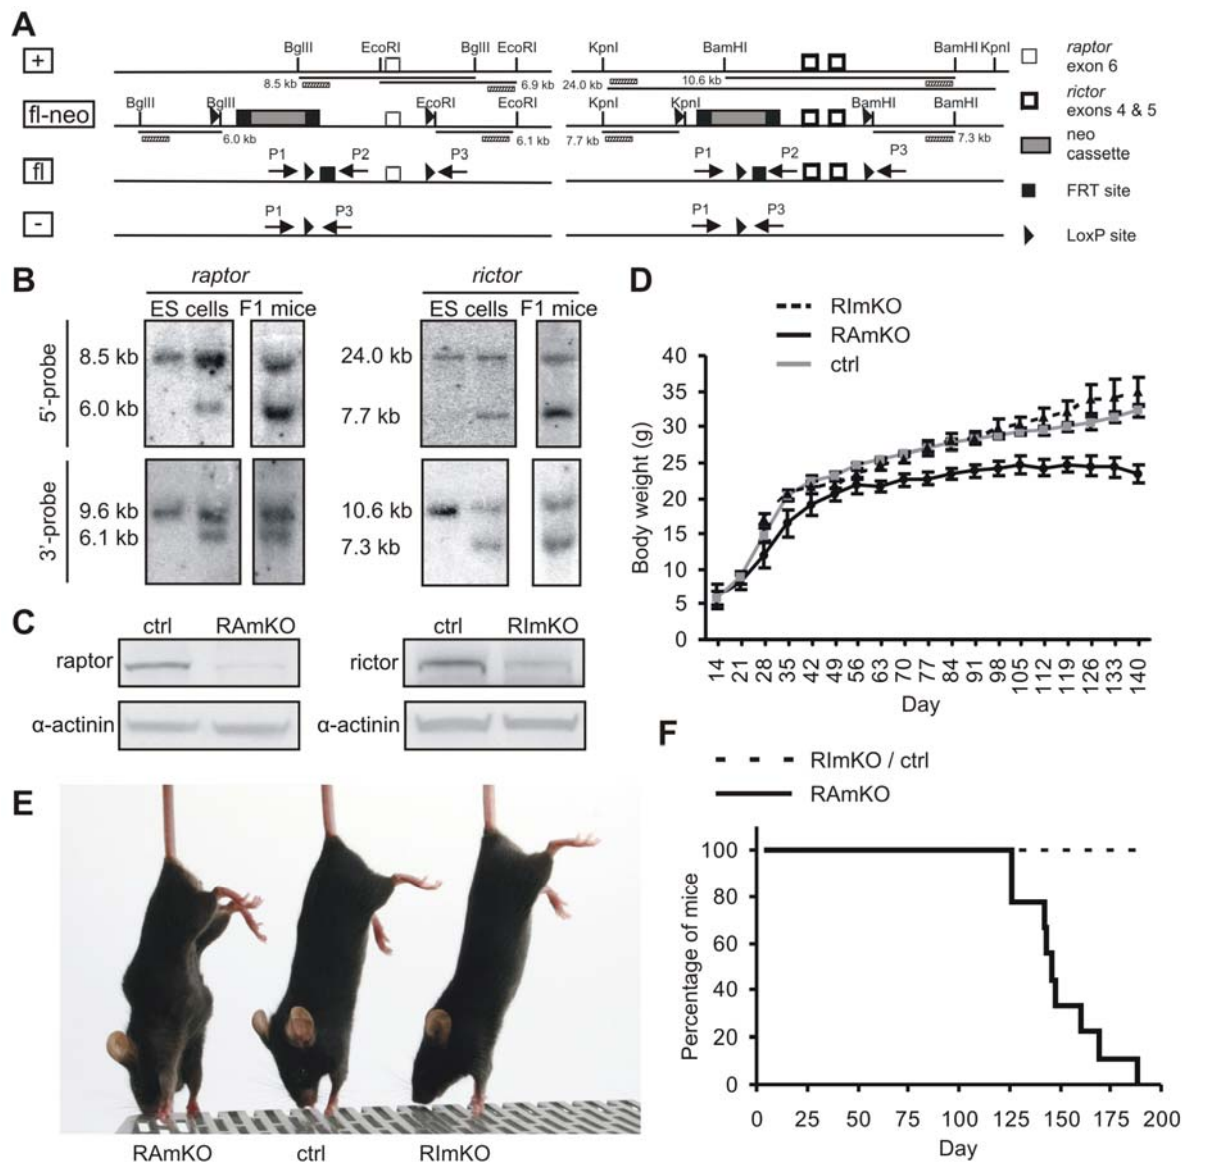 A
+
BglII EcoRI BglII EcoRI KpnI BamHI BamHI KpnI
8.5 kb 6.9 kb 24.0 kb 10.6 kb
raptor
exon 6
rictor
exons 4 & 5
neo
cassette
FRT site
LoxP site
fl-neo
BglII BglII EcoRI EcoRI KpnI KpnI BamHI BamHI
6.0 kb 6.1 kb 7.7 kb 7.3 kb
fl
P1 P2 P3 P1 P2 P3
-
P1 P3 P1 P3
B
raptor rictor
ES cells F1 mice ES cells F1 mice
5'-probe
8.5 kb 24.0 kb
6.0 kb 7.7 kb
3'-probe
9.6 kb 10.6 kb
6.1 kb 7.3 kb
C
ctrl RAmKO ctrl RImKO
raptor rictor
α-actinin α-actinin
D
RImKO
RAmKO
ctrl
Body weight (g)
40
35
30
25
20
15
10
5
0
14 21 28 35 42 49 56 63 70 77 84 91 98 105 112 119 126 133 140
Day
E
RAmKO ctrl RImKO
F
RImKO / ctrl
RAmKO
Percentage of mice
100
80
60
40
20
0
0 25 50 75 100 125 150 175 200
Day